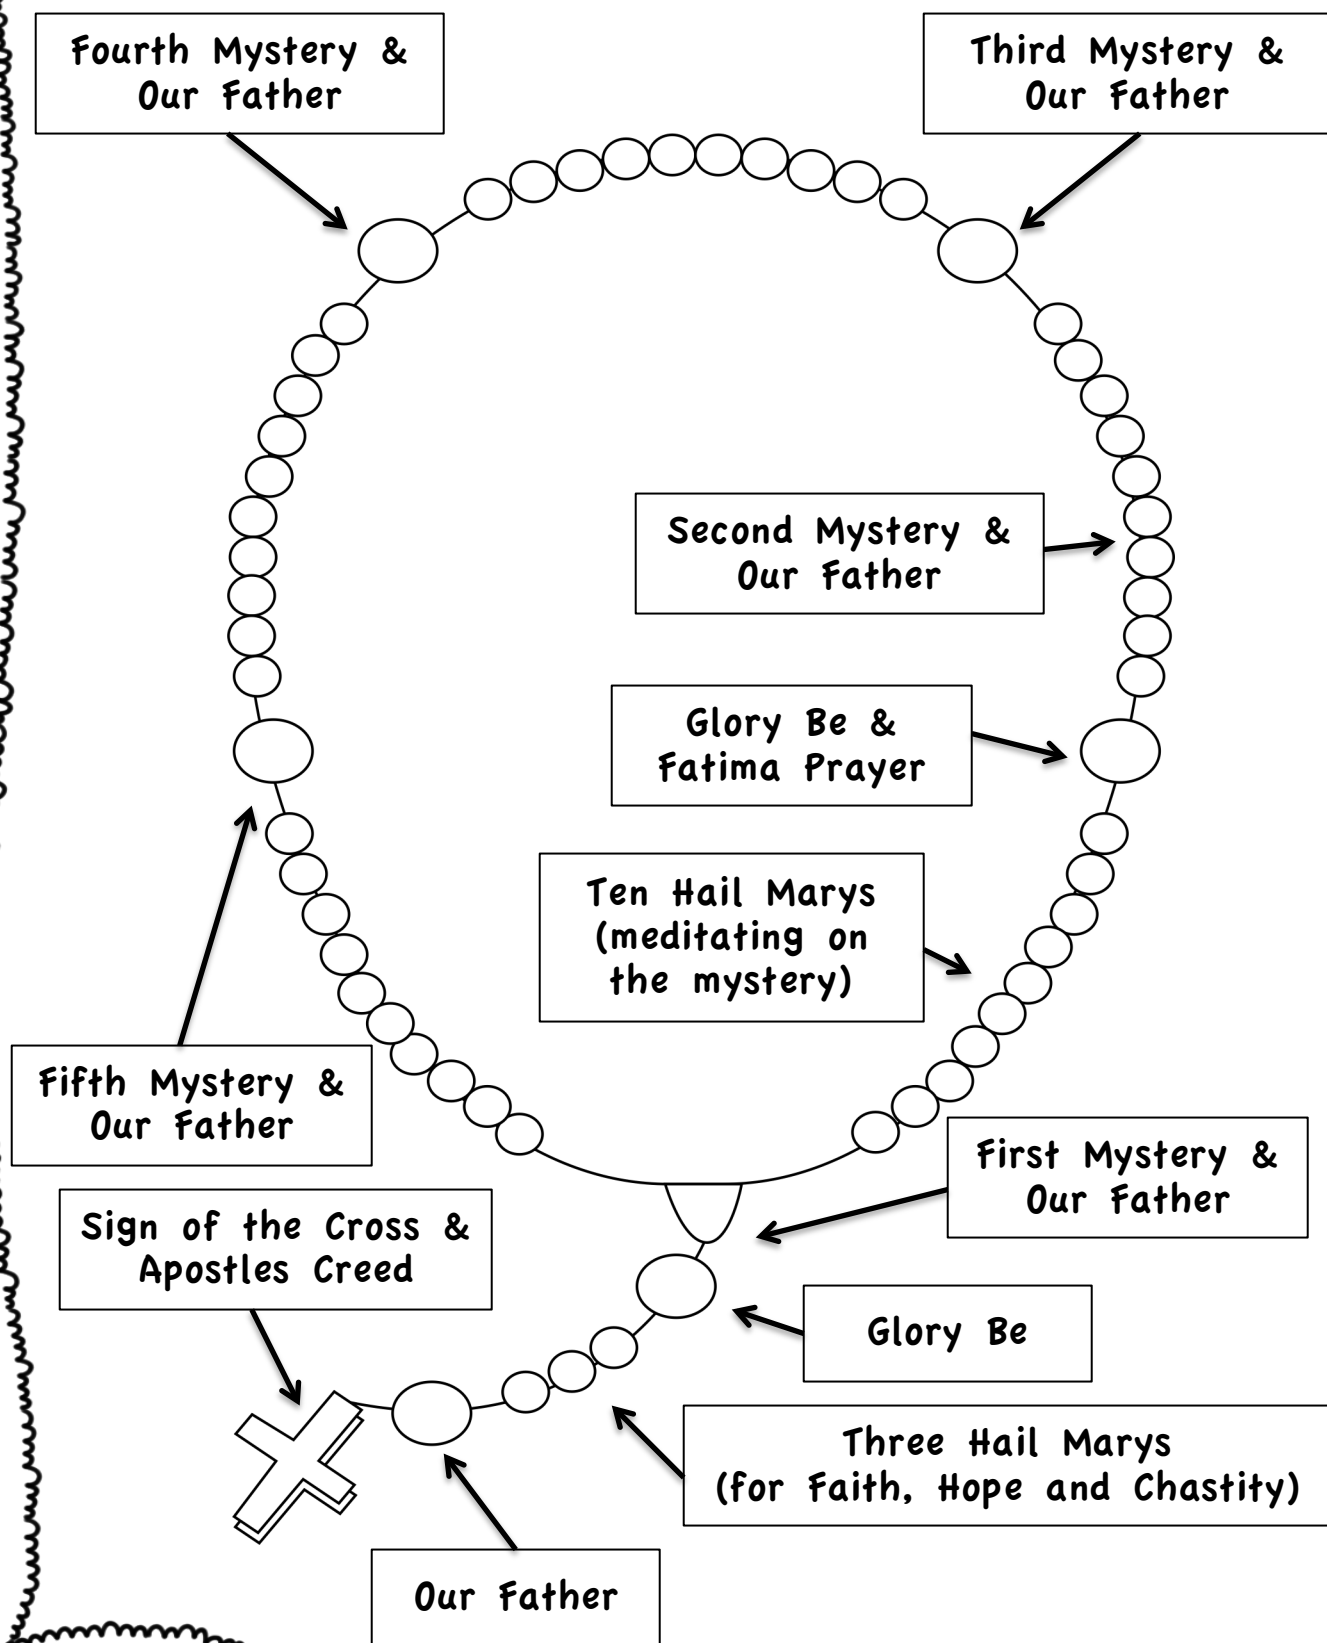 Fourth Mystery &
Our Father
Third Mystery &
Our Father
Second Mystery &
Our Father
Glory Be &
Fatima Prayer
Ten Hail Marys
(meditating on
the mystery)
Fifth Mystery &
Our Father
First Mystery &
Our Father
Sign of the Cross &
Apostles Creed
Glory Be
Three Hail Marys
(for Faith, Hope and Chastity)
Our Father